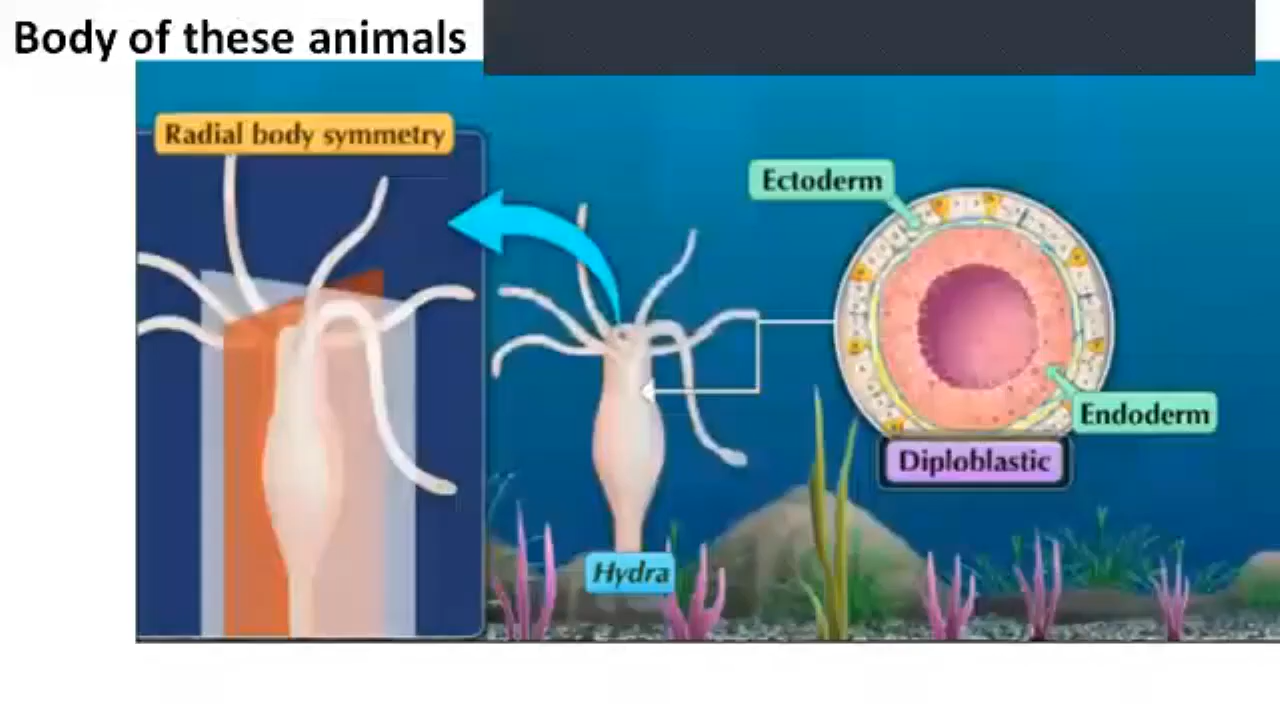 Body of these animals
Radial body symmetry
Ectoderm
Endoderm
Diploblastic
Hydra